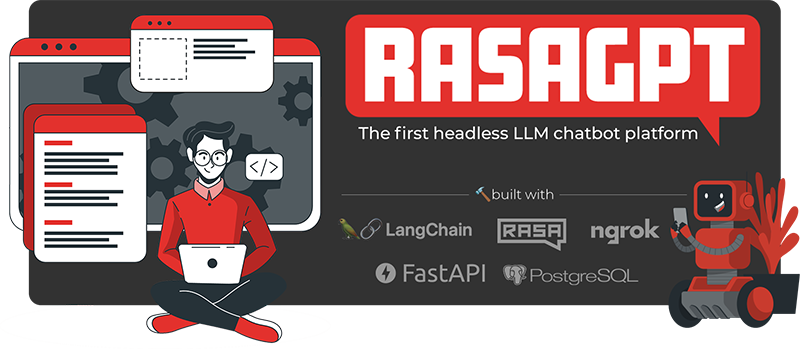 RASAGPT
The first headless LLM chatbot platform
built with
LangChain
RASA
ngrok
FastAPI
PostgreSQL
</>